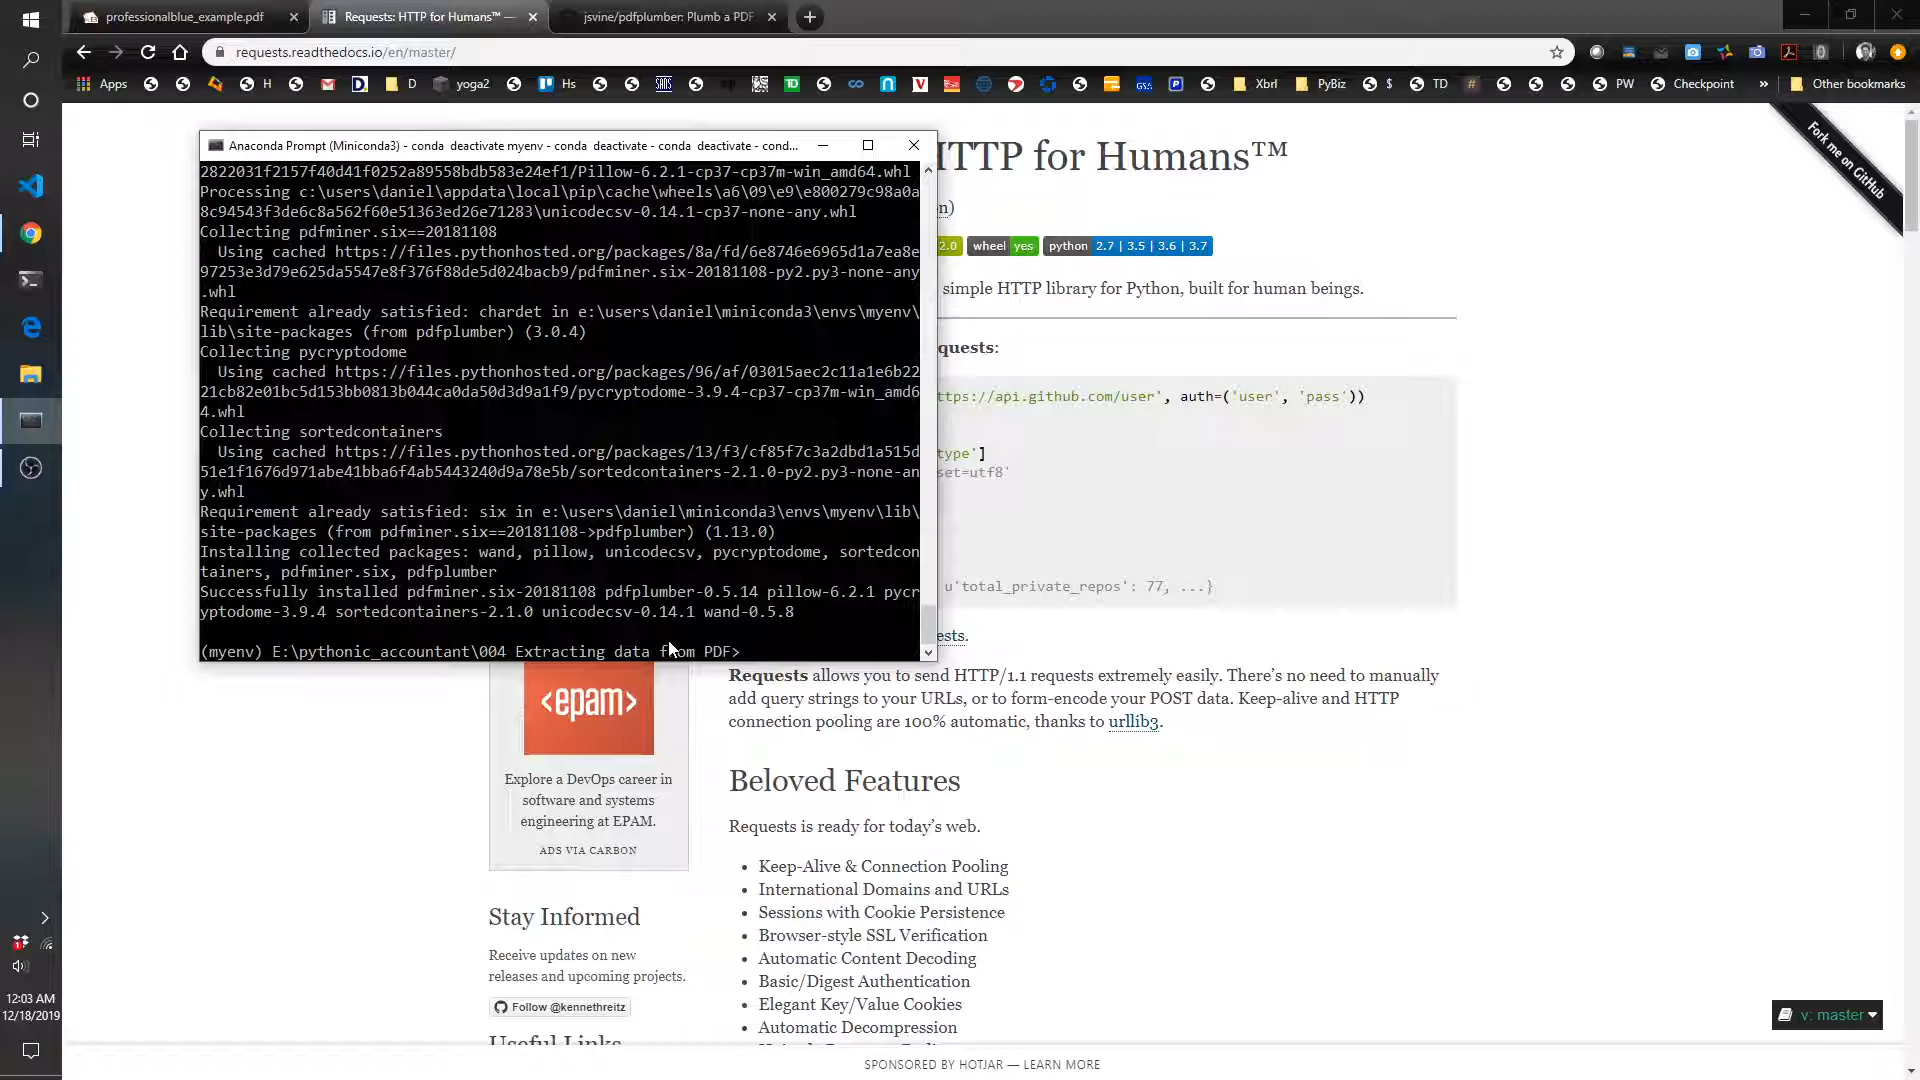 professionalblue_example.pdf
Requests: HTTP for Humans™ —
jsvine/pdfplumber: Plumb a PDF
requests.readthedocs.io/en/master/
Apps
H
D
yoga2
Hs
Xbrl
PyBiz
$
TD
#
PW
Checkpoint
»
Other bookmarks
Fork me on GitHub
Anaconda Prompt (Miniconda3) - conda  deactivate myenv - conda  deactivate - conda  deactivate - cond...
2822031f2157f40d41f0252a89558bdb583e24ef1/Pillow-6.2.1-cp37-cp37m-win_amd64.whl
Processing c:\users\daniel\appdata\local\pip\cache\wheels\a6\09\e9\e800279c98a0a
8c94543f3de6c8a562f60e51363ed26e71283\unicodecsv-0.14.1-cp37-none-any.whl
Collecting pdfminer.six==20181108
  Using cached https://files.pythonhosted.org/packages/8a/fd/6e8746e6965d1a7ea8e
97253e3d79e625da5547e8f376f88de5d024bacb9/pdfminer.six-20181108-py2.py3-none-any
.whl
Requirement already satisfied: chardet in e:\users\daniel\miniconda3\envs\myenv\
lib\site-packages (from pdfplumber) (3.0.4)
Collecting pycryptodome
  Using cached https://files.pythonhosted.org/packages/96/af/03015aec2c11a1e6b22
21cb82e01bc5d153bb0813b044ca0da50d3d9a1f9/pycryptodome-3.9.4-cp37-cp37m-win_amd6
4.whl
Collecting sortedcontainers
  Using cached https://files.pythonhosted.org/packages/13/f3/cf85f7c3a2dbd1a515d
51e1f1676d971abe41bba6f4ab5443240d9a78e5b/sortedcontainers-2.1.0-py2.py3-none-an
y.whl
Requirement already satisfied: six in e:\users\daniel\miniconda3\envs\myenv\lib\
site-packages (from pdfminer.six==20181108->pdfplumber) (1.13.0)
Installing collected packages: wand, pillow, unicodecsv, pycryptodome, sortedcon
tainers, pdfminer.six, pdfplumber
Successfully installed pdfminer.six-20181108 pdfplumber-0.5.14 pillow-6.2.1 pycr
yptodome-3.9.4 sortedcontainers-2.1.0 unicodecsv-0.14.1 wand-0.5.8
(myenv) E:\pythonic_accountant\004 Extracting data from PDF>
TTP for Humans™
n)
2.0 wheel yes python 2.7 | 3.5 | 3.6 | 3.7
simple HTTP library for Python, built for human beings.
quests:
ttps://api.github.com/user', auth=('user', 'pass'))
type']
set=utf8'
u'total_private_repos': 77, ...}
ests.
Requests allows you to send HTTP/1.1 requests extremely easily. There's no need to manually
add query strings to your URLs, or to form-encode your POST data. Keep-alive and HTTP
connection pooling are 100% automatic, thanks to urllib3.
Beloved Features
Requests is ready for today's web.
• Keep-Alive & Connection Pooling
• International Domains and URLs
• Sessions with Cookie Persistence
• Browser-style SSL Verification
• Automatic Content Decoding
• Basic/Digest Authentication
• Elegant Key/Value Cookies
• Automatic Decompression
<epam>
Explore a DevOps career in
software and systems
engineering at EPAM.
ADS VIA CARBON
Stay Informed
Receive updates on new
releases and upcoming projects.
Follow @kennethreitz
Useful Links
v: master
SPONSORED BY HOTJAR — LEARN MORE
12:03 AM
12/18/2019